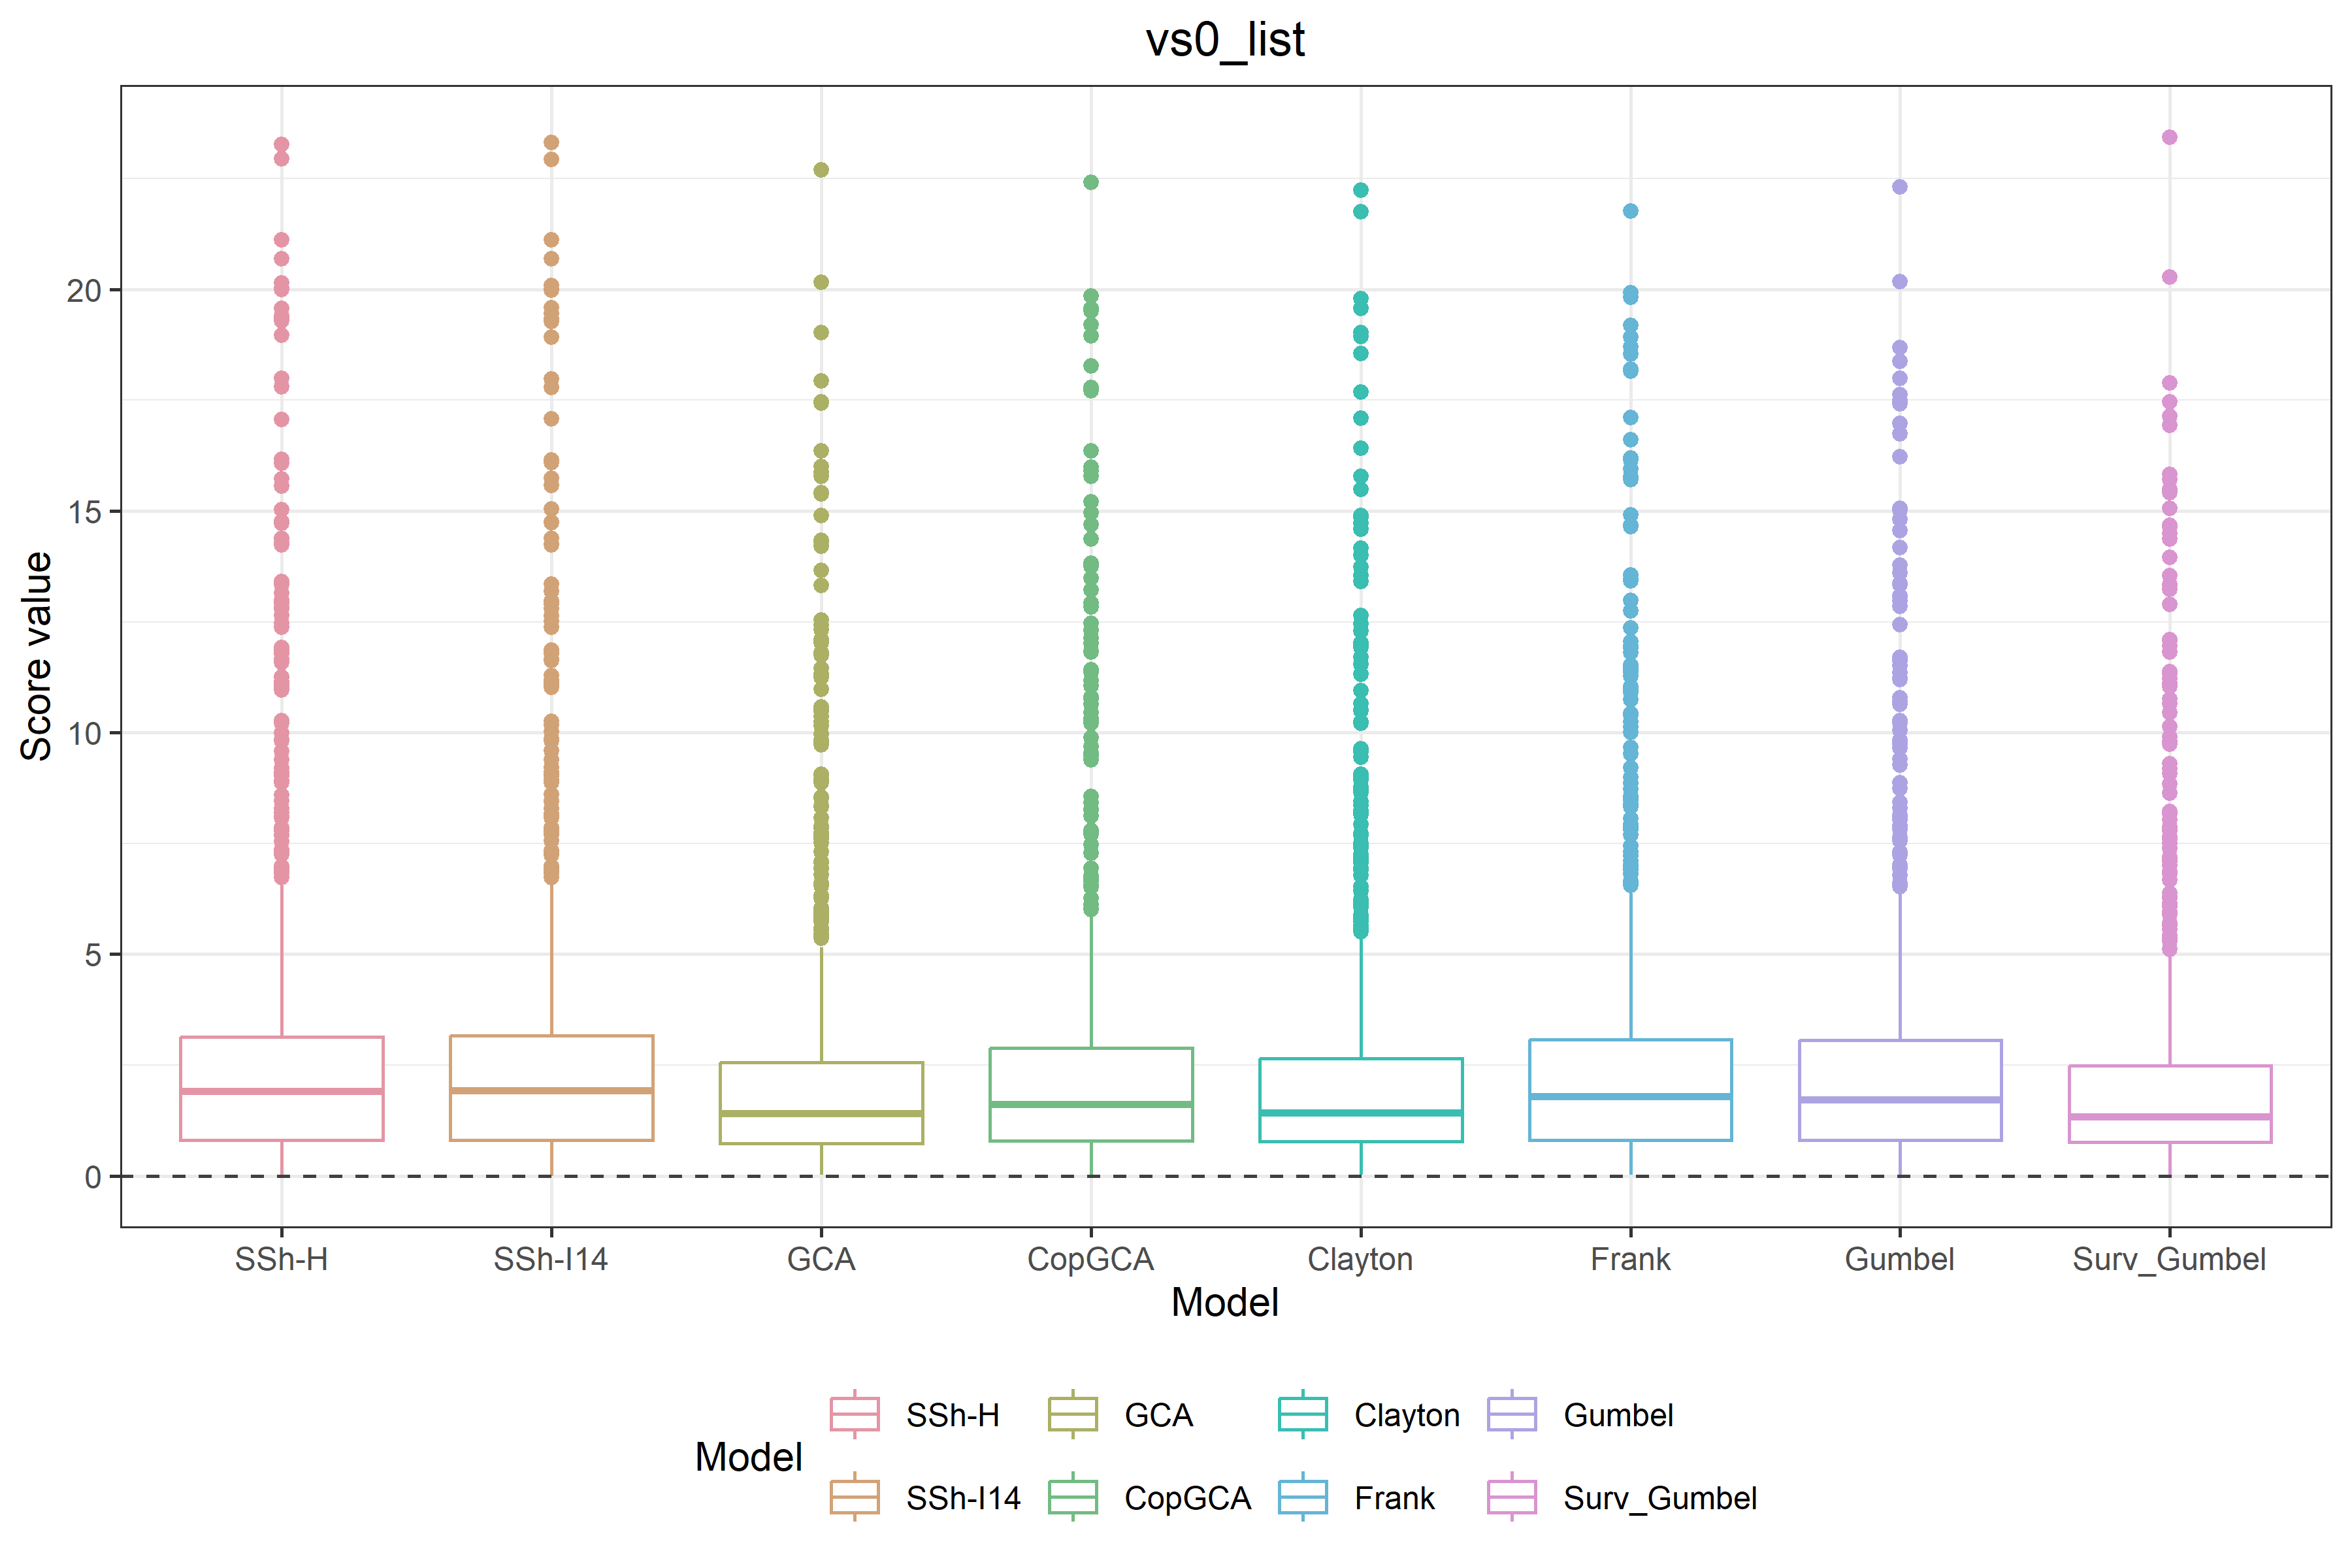 vs0_list
Score value
20
15
10
5
0
SSh-H SSh-I14 GCA CopGCA Clayton Frank Gumbel Surv_Gumbel
Model
Model
SSh-H GCA Clayton Gumbel
SSh-I14 CopGCA Frank Surv_Gumbel